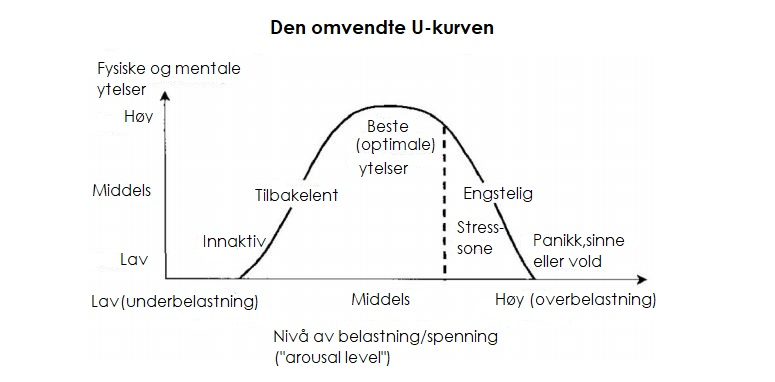 Den omvendte U-kurven
Fysiske og mentale
ytelser
Høy
Beste
(optimale)
ytelser
Middels
Tilbakelent
Engstelig
Innaktiv
Stress-
sone
Panikk,sinne
eller vold
Lav
Lav(underbelastning)
Middels
Høy (overbelastning)
Nivå av belastning/spenning
("arousal level")